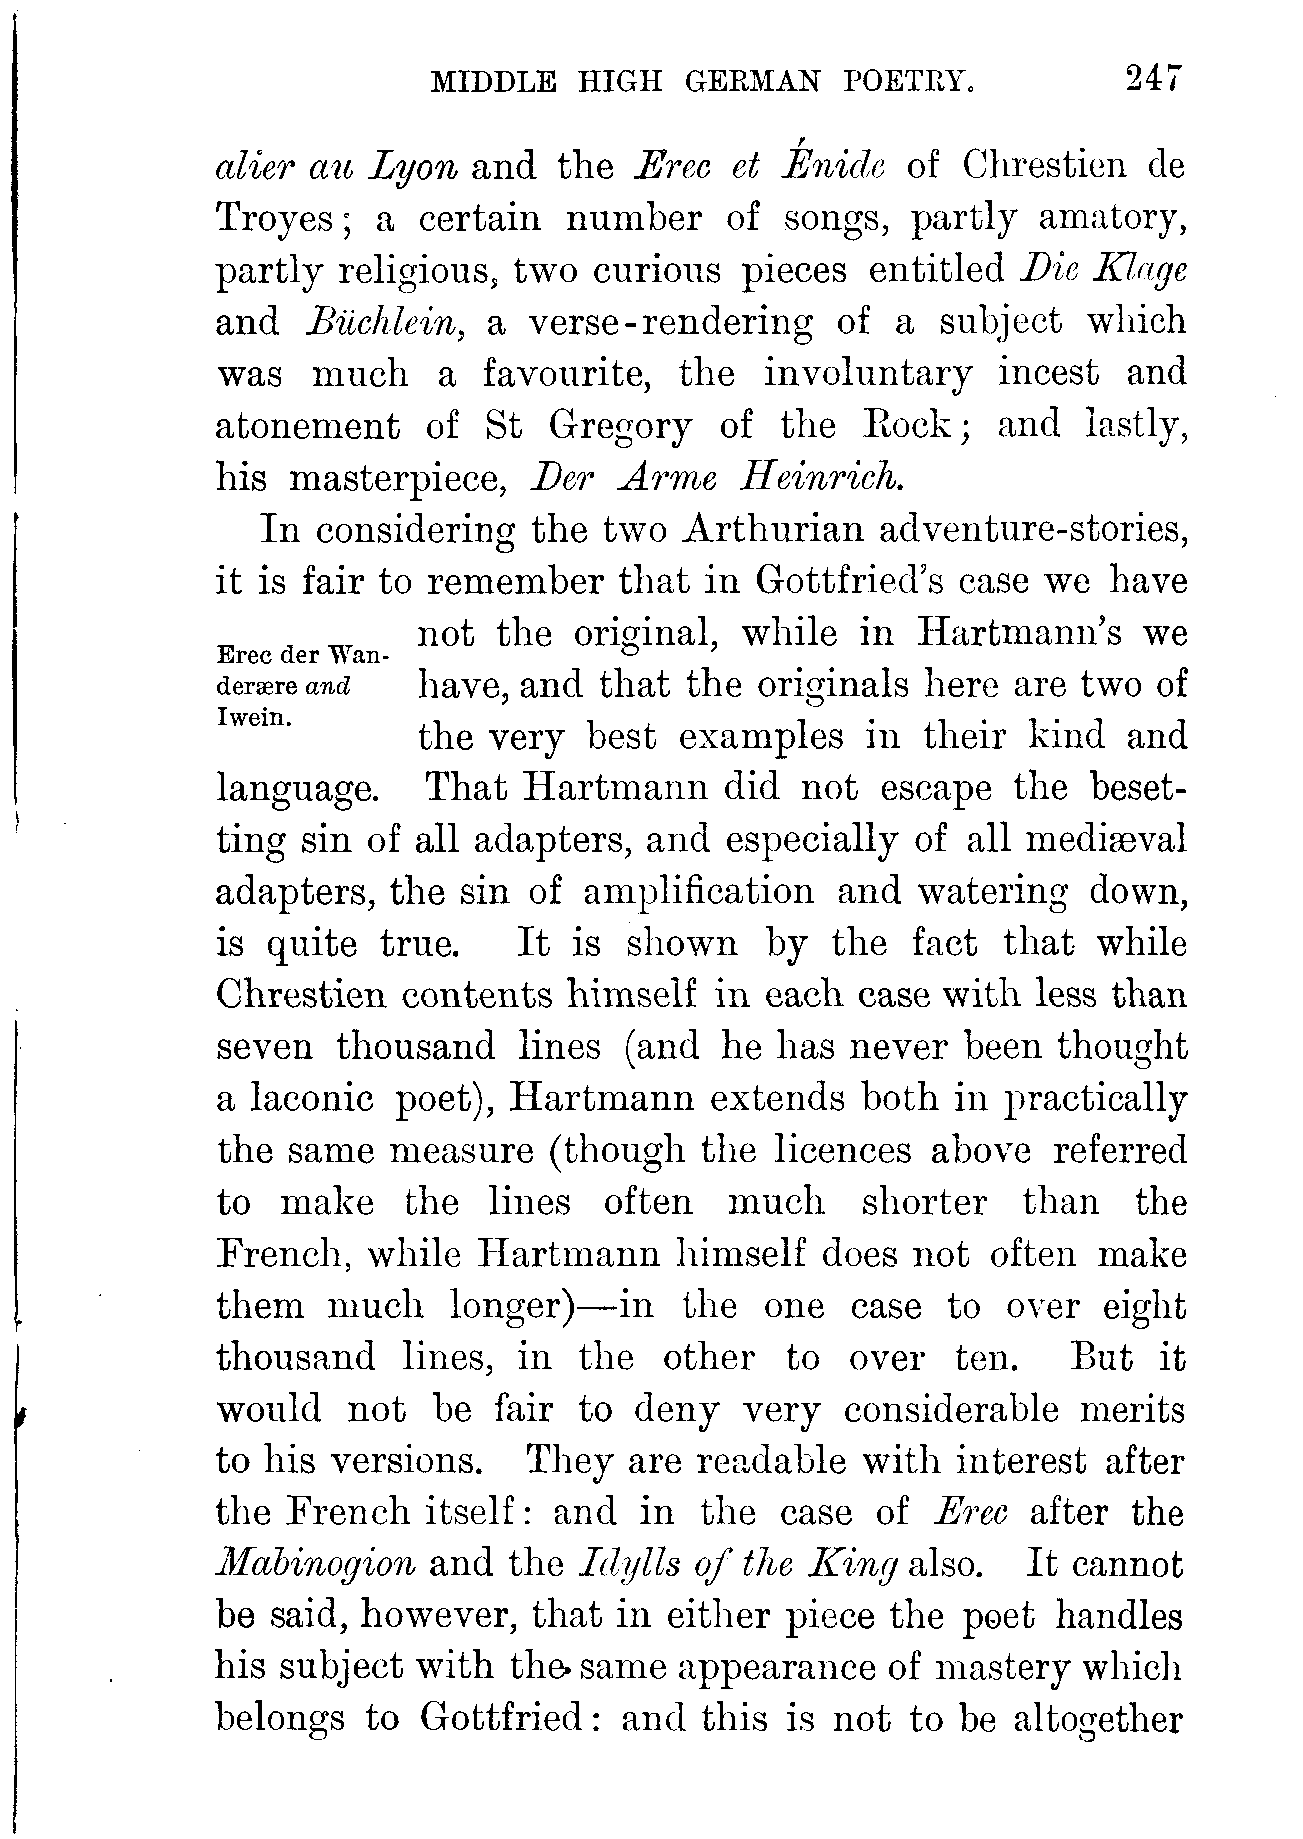 MIDDLE HIGH GERMAN POETRY. 247
alier au Lyon and the Erec et Énide of Chrestien de
Troyes; a certain number of songs, partly amatory,
partly religious, two curious pieces entitled Die Klage
and Büchlein, a verse-rendering of a subject which
was much a favourite, the involuntary incest and
atonement of St Gregory of the Rock; and lastly,
his masterpiece, Der Arme Heinrich.
In considering the two Arthurian adventure-stories,
it is fair to remember that in Gottfried's case we have
Erec der Wan-
derære and
Iwein.
not the original, while in Hartmann's we
have, and that the originals here are two of
the very best examples in their kind and
language. That Hartmann did not escape the beset-
ting sin of all adapters, and especially of all mediæval
adapters, the sin of amplification and watering down,
is quite true. It is shown by the fact that while
Chrestien contents himself in each case with less than
seven thousand lines (and he has never been thought
a laconic poet), Hartmann extends both in practically
the same measure (though the licences above referred
to make the lines often much shorter than the
French, while Hartmann himself does not often make
them much longer)—in the one case to over eight
thousand lines, in the other to over ten. But it
would not be fair to deny very considerable merits
to his versions. They are readable with interest after
the French itself: and in the case of Erec after the
Mabinogion and the Idylls of the King also. It cannot
be said, however, that in either piece the poet handles
his subject with the same appearance of mastery which
belongs to Gottfried: and this is not to be altogether